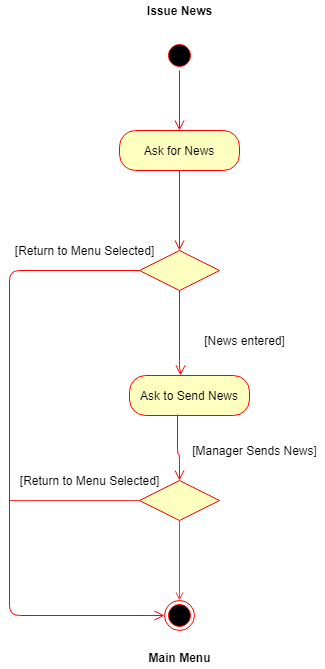 Issue News
Ask for News
[Return to Menu Selected]
[News entered]
Ask to Send News
[Manager Sends News]
[Return to Menu Selected]
Main Menu